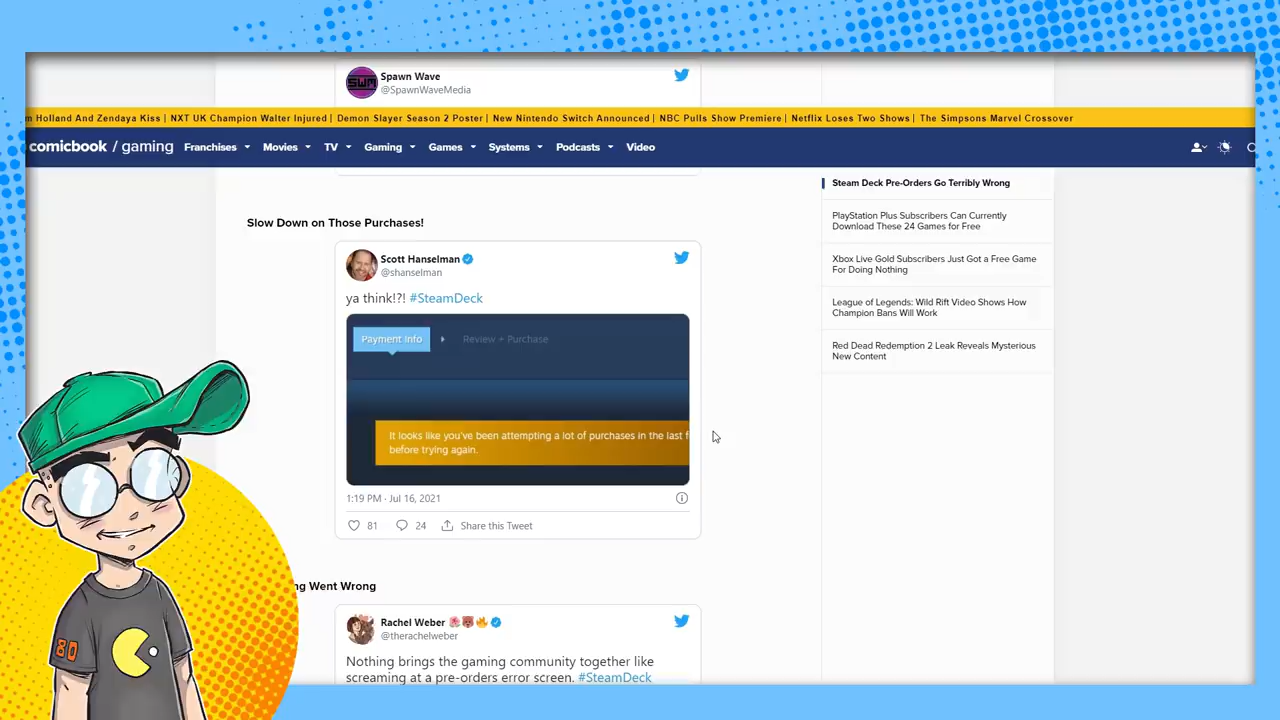 SWM
Spawn Wave
@SpawnWaveMedia
Holland And Zendaya Kiss | NXT UK Champion Walter Injured | Demon Slayer Season 2 Poster | New Nintendo Switch Announced | NBC Pulls Show Premiere | Netflix Loses Two Shows | The Simpsons Marvel Crossover
comicbook / gaming Franchises Movies TV Gaming Games Systems Podcasts Video
Slow Down on Those Purchases!
Scott Hanselman
@shanselman
ya think!?! #SteamDeck
Payment Info Review + Purchase
It looks like you've been attempting a lot of purchases in the last f
before trying again.
1:19 PM · Jul 16, 2021
81 24 Share this Tweet
ng Went Wrong
Rachel Weber
@therachelweber
Nothing brings the gaming community together like
screaming at a pre-orders error screen. #SteamDeck
Steam Deck Pre-Orders Go Terribly Wrong
PlayStation Plus Subscribers Can Currently
Download These 24 Games for Free
Xbox Live Gold Subscribers Just Got a Free Game
For Doing Nothing
League of Legends: Wild Rift Video Shows How
Champion Bans Will Work
Red Dead Redemption 2 Leak Reveals Mysterious
New Content
80